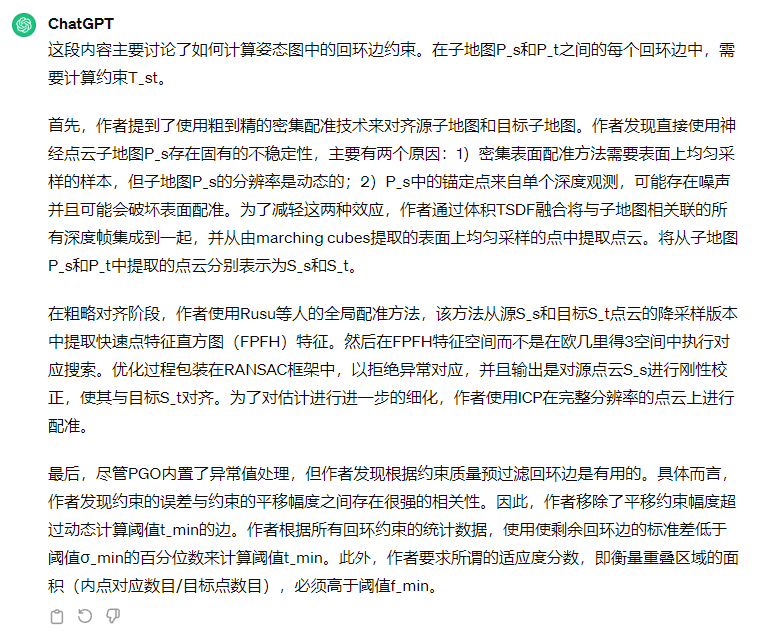 ChatGPT
这段内容主要讨论了如何计算姿态图中的回环边约束。在子地图P_s和P_t之间的每个回环边中，需
要计算约束T_st。
首先，作者提到了使用粗到精的密集配准技术来对齐源子地图和目标子地图。作者发现直接使用神
经点云子地图P_s存在固有的不稳定性，主要有两个原因：1）密集表面配准方法需要表面上均匀采
样的样本，但子地图P_s的分辨率是动态的；2）P_s中的锚定点来自单个深度观测，可能存在噪声
并且可能会破坏表面配准。为了减轻这两种效应，作者通过体积TSDF融合将与子地图相关联的所
有深度帧集成到一起，并从由marching cubes提取的表面上均匀采样的点中提取点云。将从子地图
P_s和P_t中提取的点云分别表示为S_s和S_t。
在粗略对齐阶段，作者使用Rusu等人的全局配准方法，该方法从源S_s和目标S_t点云的降采样版本
中提取快速点特征直方图（FPFH）特征。然后在FPFH特征空间而不是在欧几里得3空间中执行对
应搜索。优化过程包装在RANSAC框架中，以拒绝异常对应，并且输出是对源点云S_s进行刚性校
正，使其与目标S_t对齐。为了对估计进行进一步的细化，作者使用ICP在完整分辨率的点云上进行
配准。
最后，尽管PGO内置了异常值处理，但作者发现根据约束质量预过滤回环边是有用的。具体而言，
作者发现约束的误差与约束的平移幅度之间存在很强的相关性。因此，作者移除了平移约束幅度超
过动态计算阈值t_min的边。作者根据所有回环约束的统计数据，使用使剩余回环边的标准差低于
阈值σ_min的百分位数来计算阈值t_min。此外，作者要求所谓的适应度分数，即衡量重叠区域的面
积（内点对应数目/目标点数目），必须高于阈值f_min。